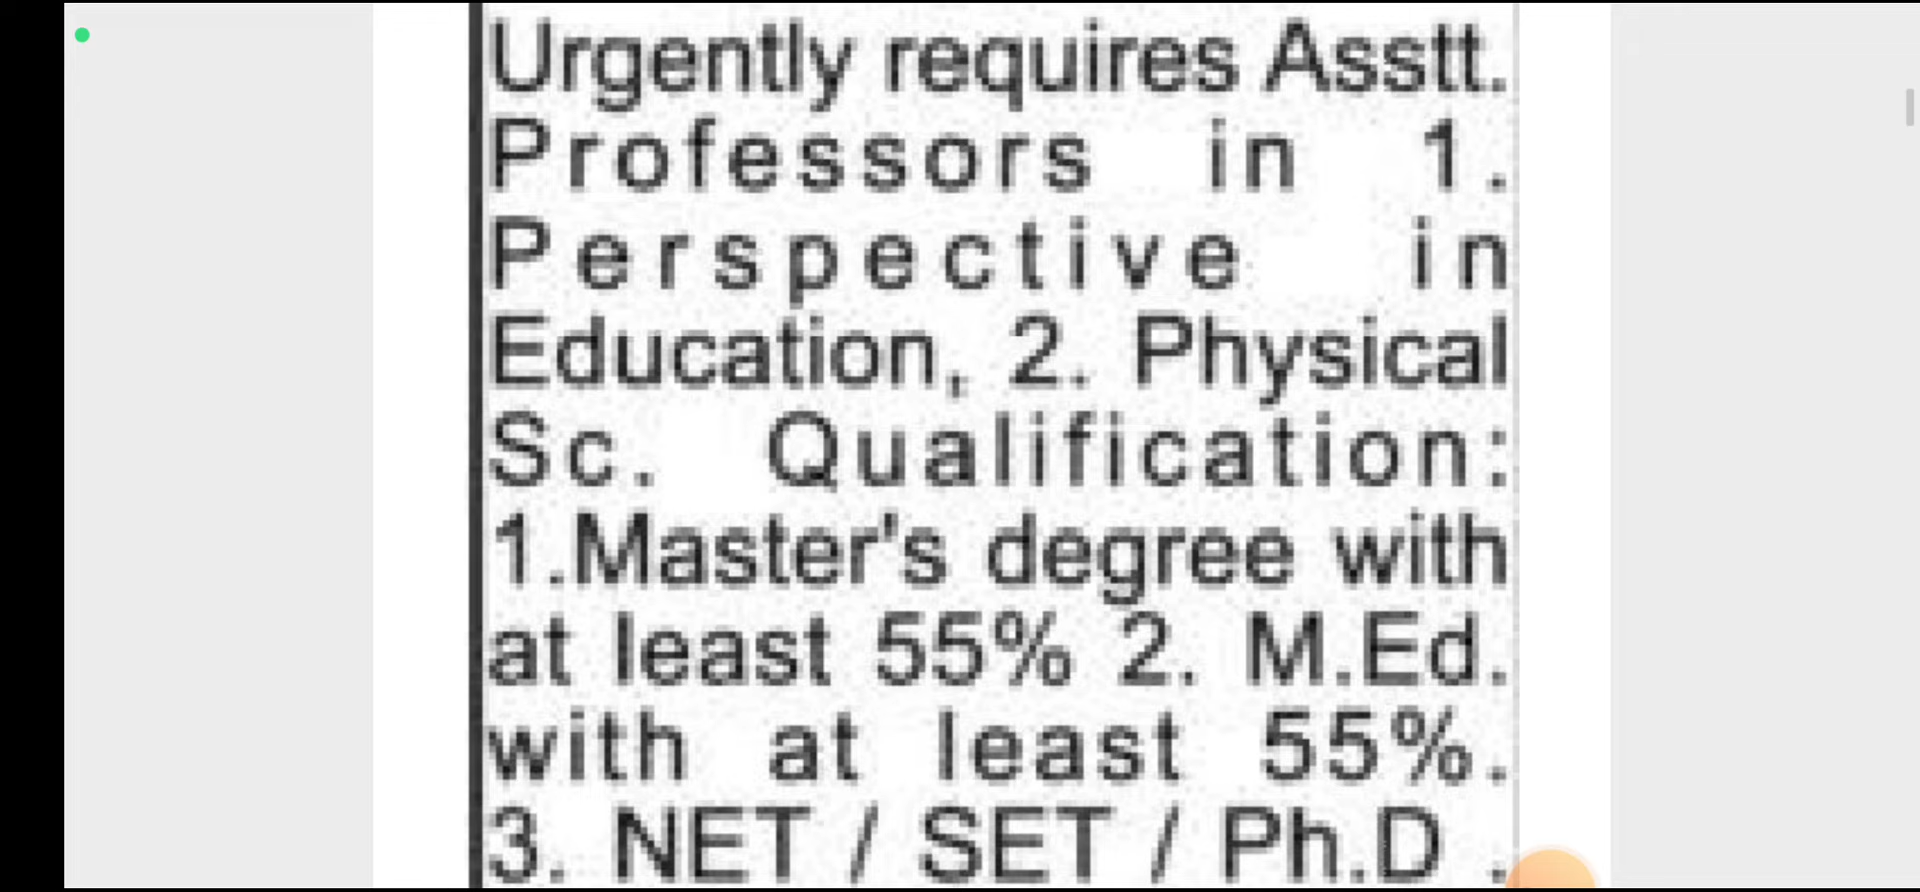 Urgently requires Asstt.
Professors in 1.
Perspective in
Education, 2. Physical
Sc. Qualification:
1.Master's degree with
at least 55% 2. M.Ed.
with at least 55%.
3. NET / SET / Ph.D .